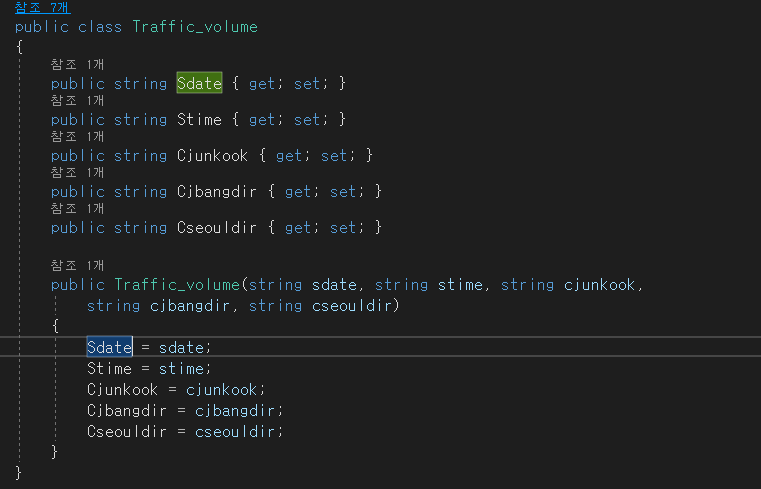 참조 7개
public class Traffic_volume
{
참조 1개
public string Sdate { get; set; }
참조 1개
public string Stime { get; set; }
참조 1개
public string Cjunkook { get; set; }
참조 1개
public string Cjbangdir { get; set; }
참조 1개
public string Cseouldir { get; set; }
참조 1개
public Traffic_volume(string sdate, string stime, string cjunkook,
string cjbangdir, string cseouldir)
{
Sdate = sdate;
Stime = stime;
Cjunkook = cjunkook;
Cjbangdir = cjbangdir;
Cseouldir = cseouldir;
}
}